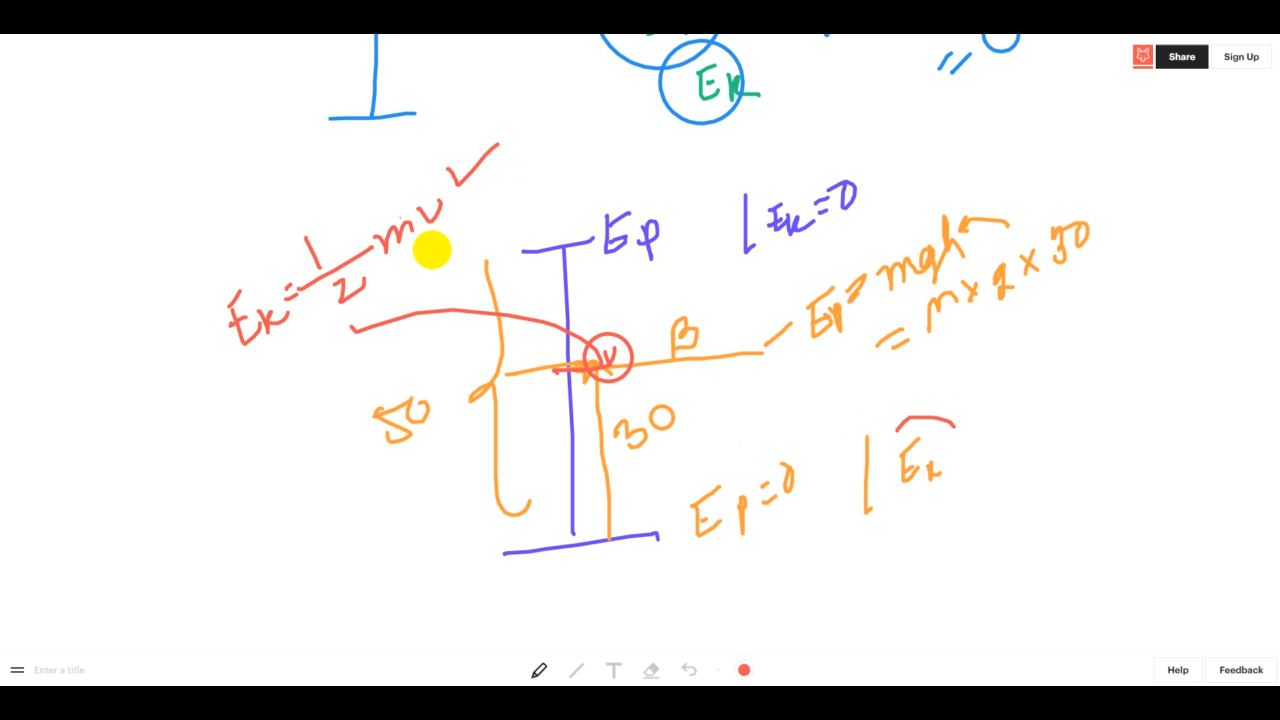 Share
Sign Up
Ek
Ek = 1/2 mv
Ep
| Ek = 0
Ep = mgh
= m × g × 30
V
B
50
30
Ep = 0
| Ek
Enter a title
T
Help
Feedback